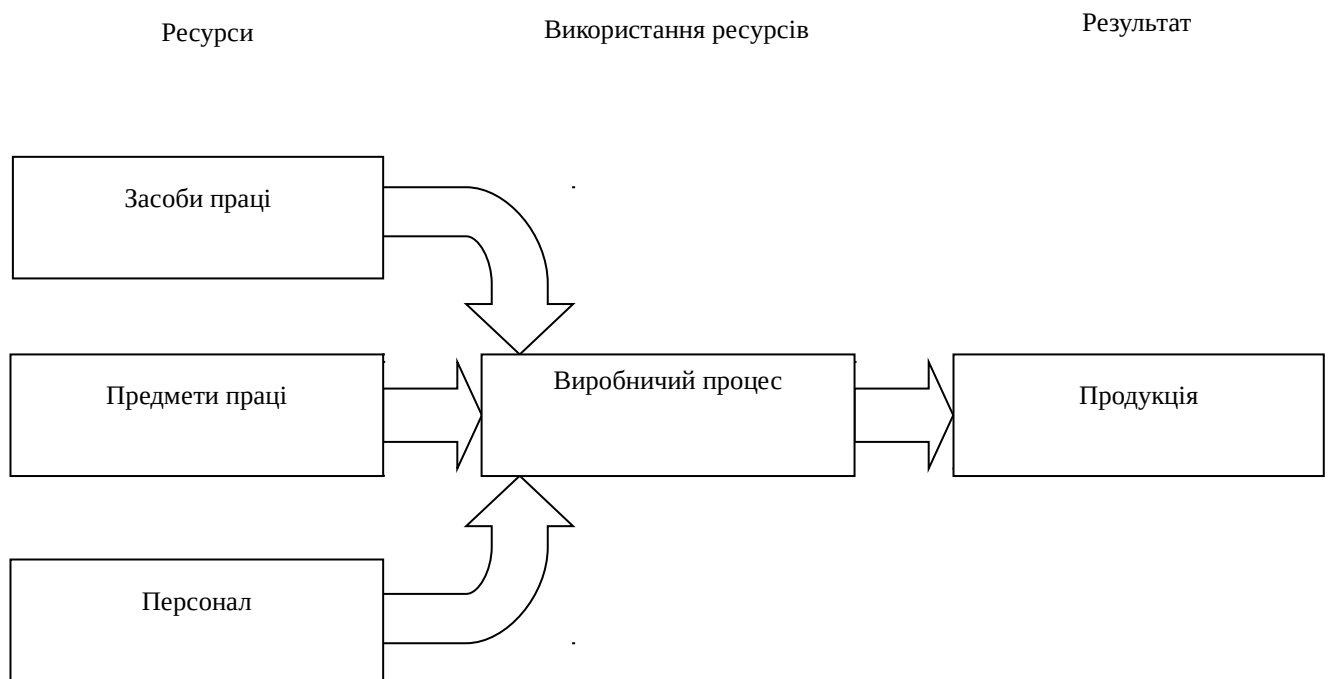 Ресурси
Використання ресурсів
Результат
Засоби праці
Предмети праці
Виробничий процес
Продукція
Персонал